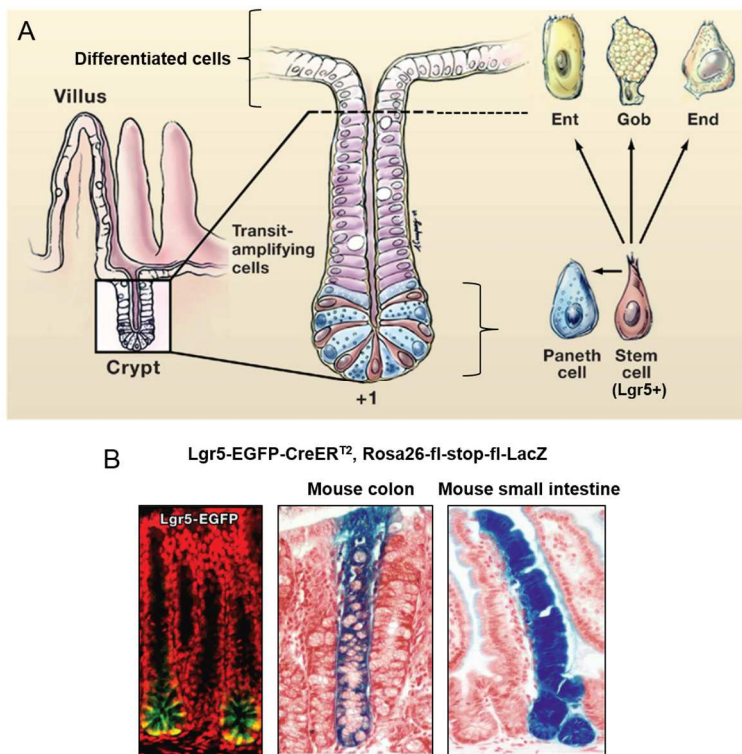 A
Differentiated cells
Villus
Ent Gob End
Transit-
amplifying
cells
Paneth
cell
Stem
cell
(Lgr5+)
Crypt
+1
B
Lgr5-EGFP-CreERT2, Rosa26-fl-stop-fl-LacZ
Mouse colon
Mouse small intestine
Lgr5-EGFP